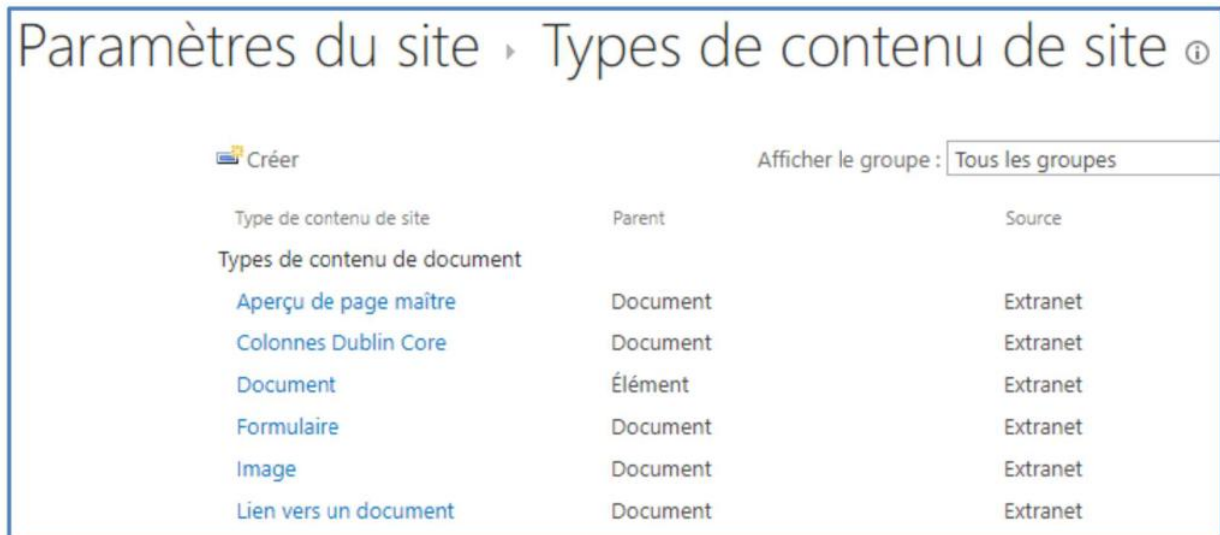 Paramètres du site ▸ Types de contenu de site
Créer Afficher le groupe : Tous les groupes
Type de contenu de site Parent Source
Types de contenu de document
Aperçu de page maître Document Extranet
Colonnes Dublin Core Document Extranet
Document Élément Extranet
Formulaire Document Extranet
Image Document Extranet
Lien vers un document Document Extranet